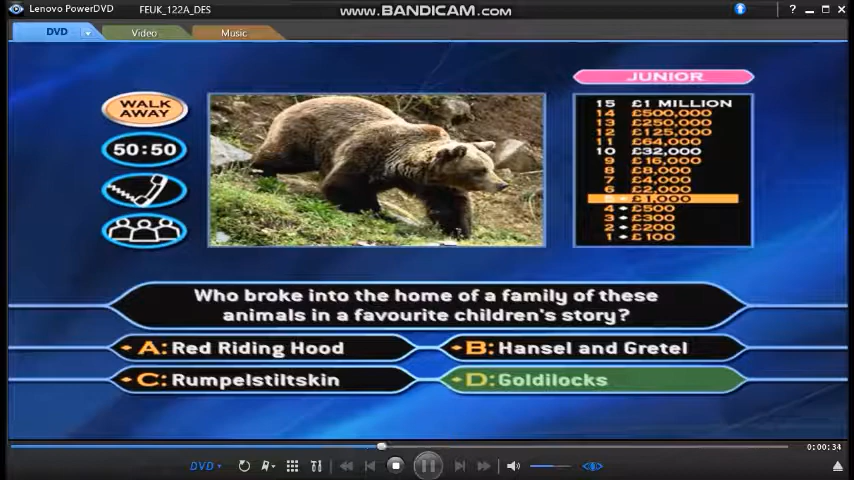 Lenovo PowerDVD
FEUK_122A_DES
www.BANDICAM.com
?
DVD
Video
Music
JUNIOR
WALK
AWAY
50:50
15 £1 MILLION
14 £500,000
13 £250,000
12 £125,000
11 £64,000
10 £32,000
9 £16,000
8 £8,000
7 £4,000
6 £2,000
5 £1,000
4 £500
3 £300
2 £200
1 £100
Who broke into the home of a family of these
animals in a favourite children's story?
A: Red Riding Hood
B: Hansel and Gretel
C: Rumpelstiltskin
D: Goldilocks
0:00:34
DVD